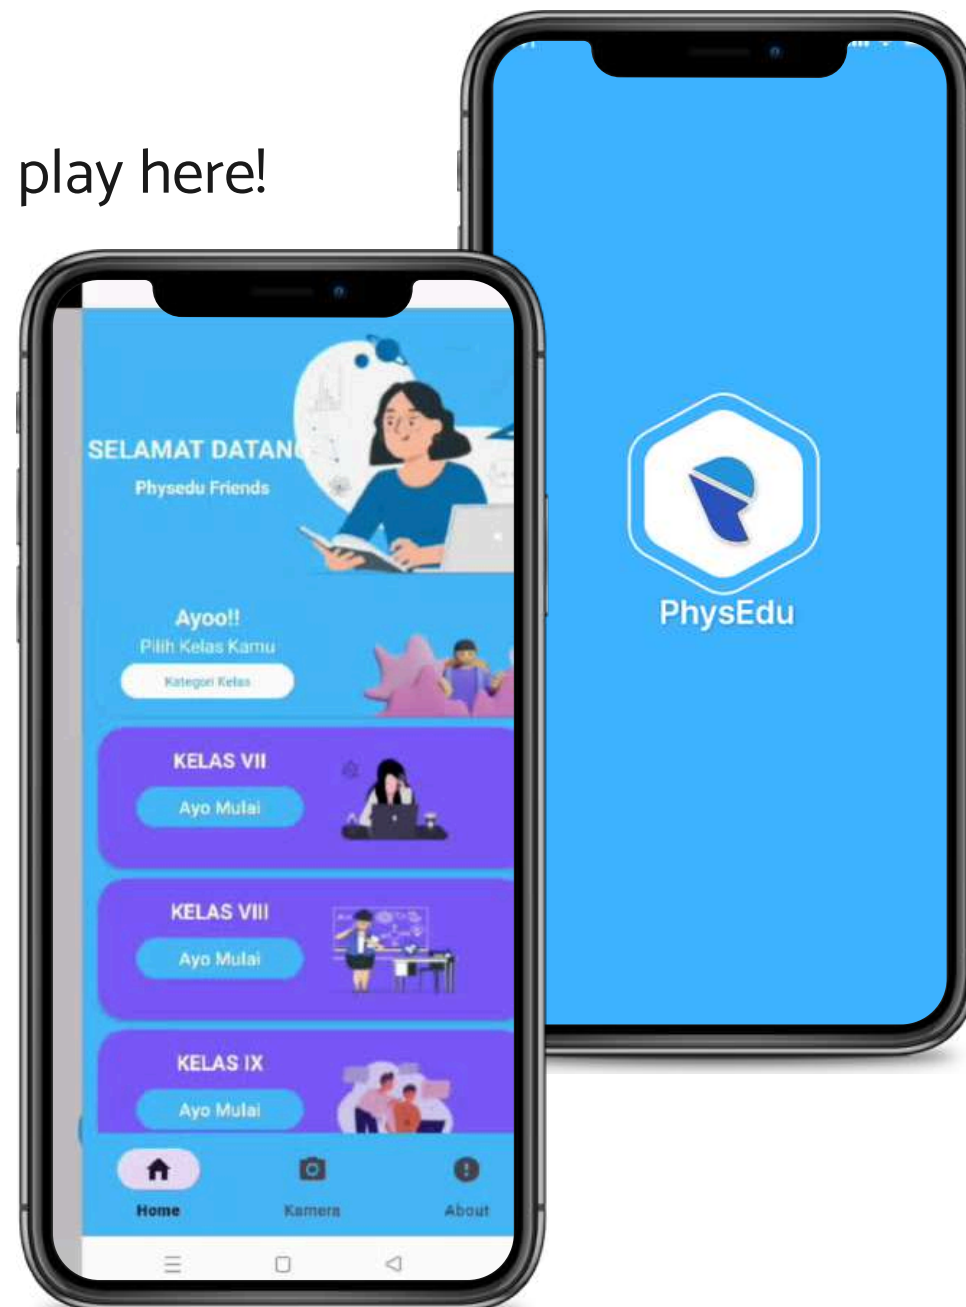 play here!
SELAMAT DATAN
Physedu Friends
Ayoo!!
Pilih Kelas Kamu
Kategori Kelas
KELAS VII
Ayo Mulai
KELAS VIII
Ayo Mulai
KELAS IX
Ayo Mulai
Home
Kamera
About
PhysEdu